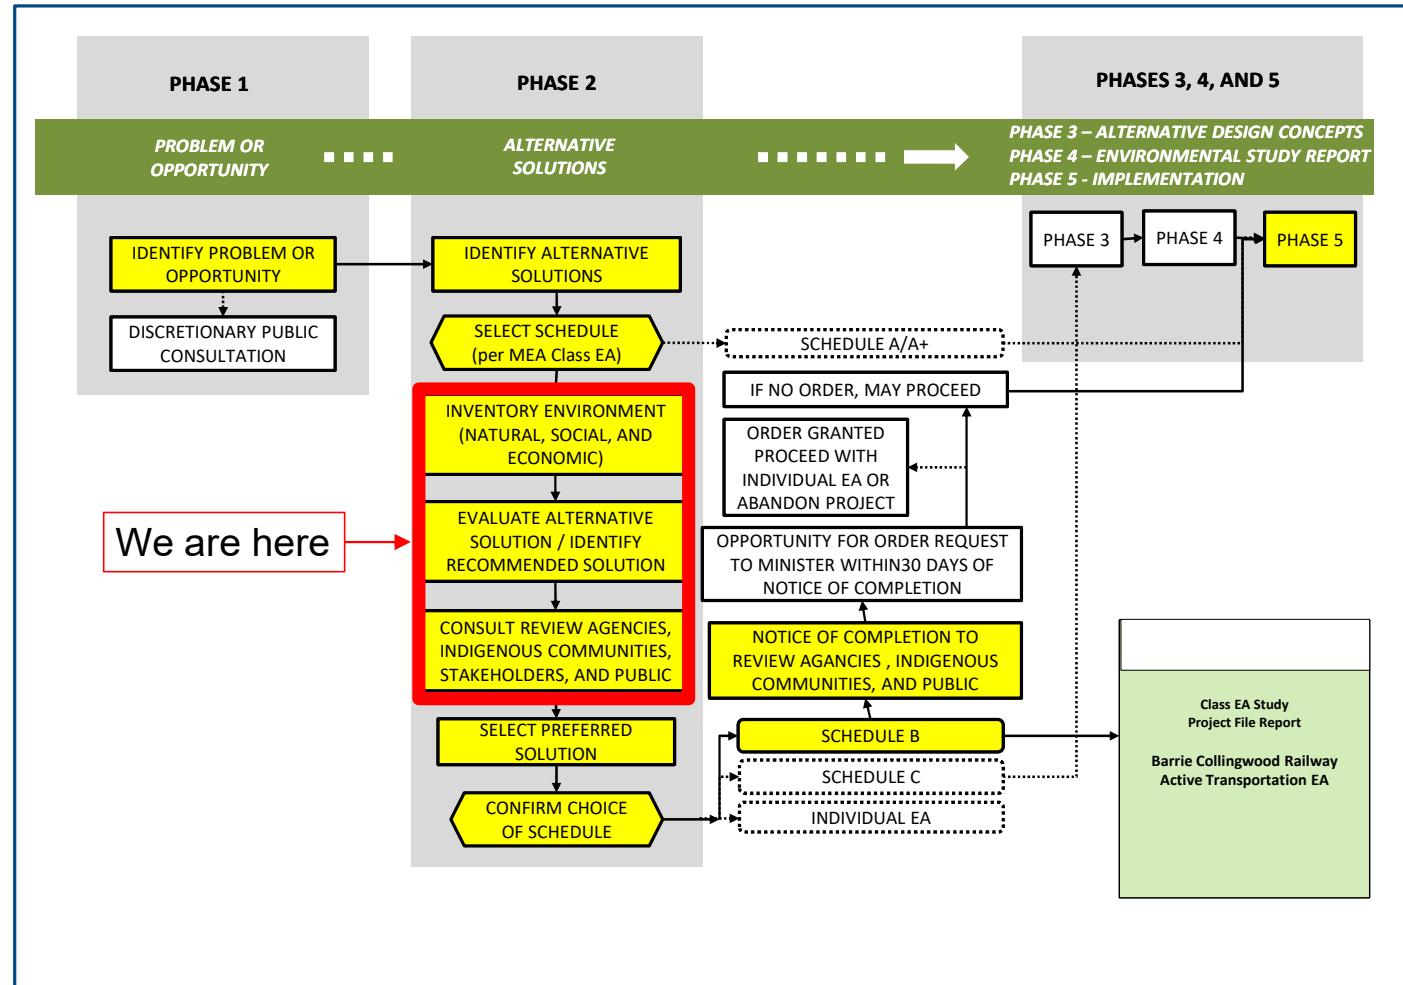 PHASE 1
PHASE 2
PHASES 3, 4, AND 5
PROBLEM OR
OPPORTUNITY
ALTERNATIVE
SOLUTIONS
PHASE 3 – ALTERNATIVE DESIGN CONCEPTS
PHASE 4 – ENVIRONMENTAL STUDY REPORT
PHASE 5 - IMPLEMENTATION
IDENTIFY PROBLEM OR
OPPORTUNITY
DISCRETIONARY PUBLIC
CONSULTATION
IDENTIFY ALTERNATIVE
SOLUTIONS
SELECT SCHEDULE
(per MEA Class EA)
INVENTORY ENVIRONMENT
(NATURAL, SOCIAL, AND
ECONOMIC)
We are here
EVALUATE ALTERNATIVE
SOLUTION / IDENTIFY
RECOMMENDED SOLUTION
CONSULT REVIEW AGENCIES,
INDIGENOUS COMMUNITIES,
STAKEHOLDERS, AND PUBLIC
SELECT PREFERRED
SOLUTION
CONFIRM CHOICE
OF SCHEDULE
PHASE 3
PHASE 4
PHASE 5
SCHEDULE A/A+
IF NO ORDER, MAY PROCEED
ORDER GRANTED
PROCEED WITH
INDIVIDUAL EA OR
ABANDON PROJECT
OPPORTUNITY FOR ORDER REQUEST
TO MINISTER WITHIN30 DAYS OF
NOTICE OF COMPLETION
NOTICE OF COMPLETION TO
REVIEW AGANCIES , INDIGENOUS
COMMUNITIES, AND PUBLIC
SCHEDULE B
SCHEDULE C
INDIVIDUAL EA
Class EA Study
Project File Report
Barrie Collingwood Railway
Active Transportation EA